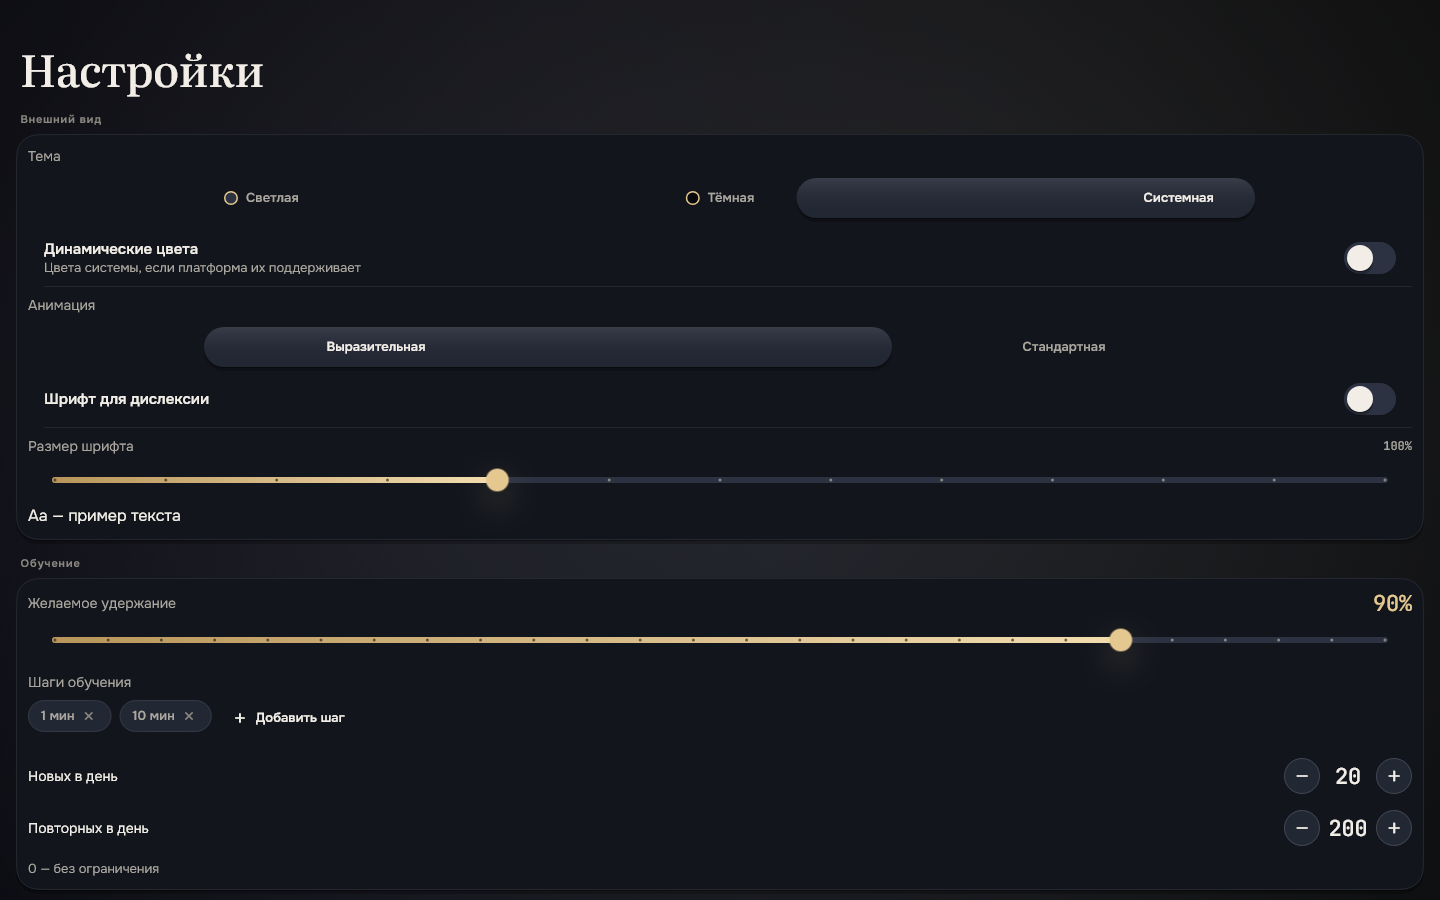 Настройки
Внешний вид
Тема
Светлая
Тёмная
Системная
Динамические цвета
Цвета системы, если платформа их поддерживает
Анимация
Выразительная
Стандартная
Шрифт для дислексии
Размер шрифта
100%
Аа — пример текста
Обучение
Желаемое удержание
90%
Шаги обучения
1 мин ×
10 мин ×
+ Добавить шаг
Новых в день
− 20 +
Повторных в день
− 200 +
0 — без ограничения